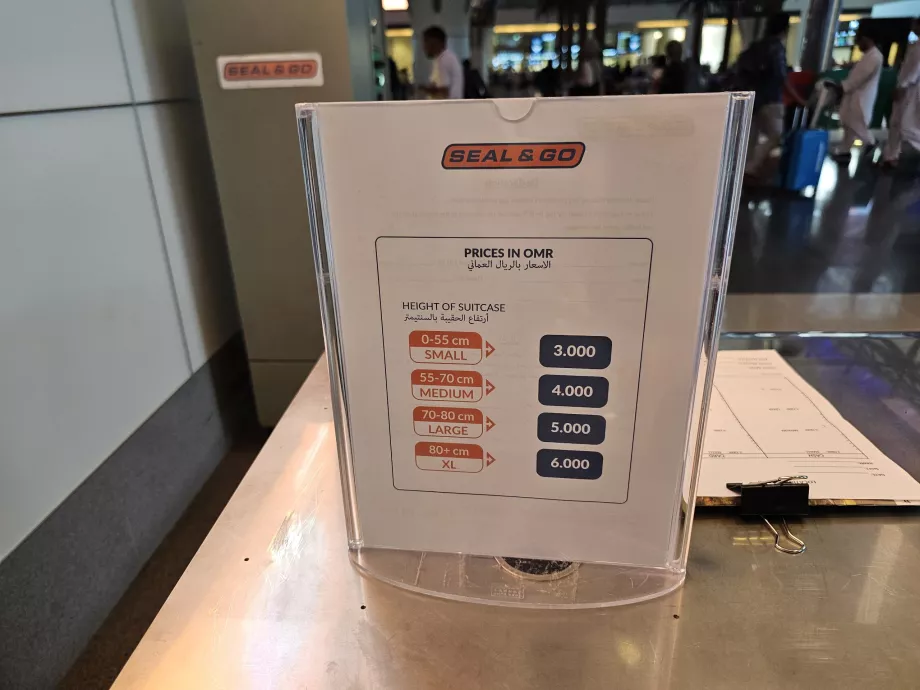 SEAL & GO
SEAL & GO
PRICES IN OMR
الاسعار بالريال العماني
HEIGHT OF SUITCASE
أرتفاع الحقيبة بالسنتيمتر
0-55 cm
SMALL
3.000
55-70 cm
MEDIUM
4.000
70-80 cm
LARGE
5.000
80+ cm
XL
6.000